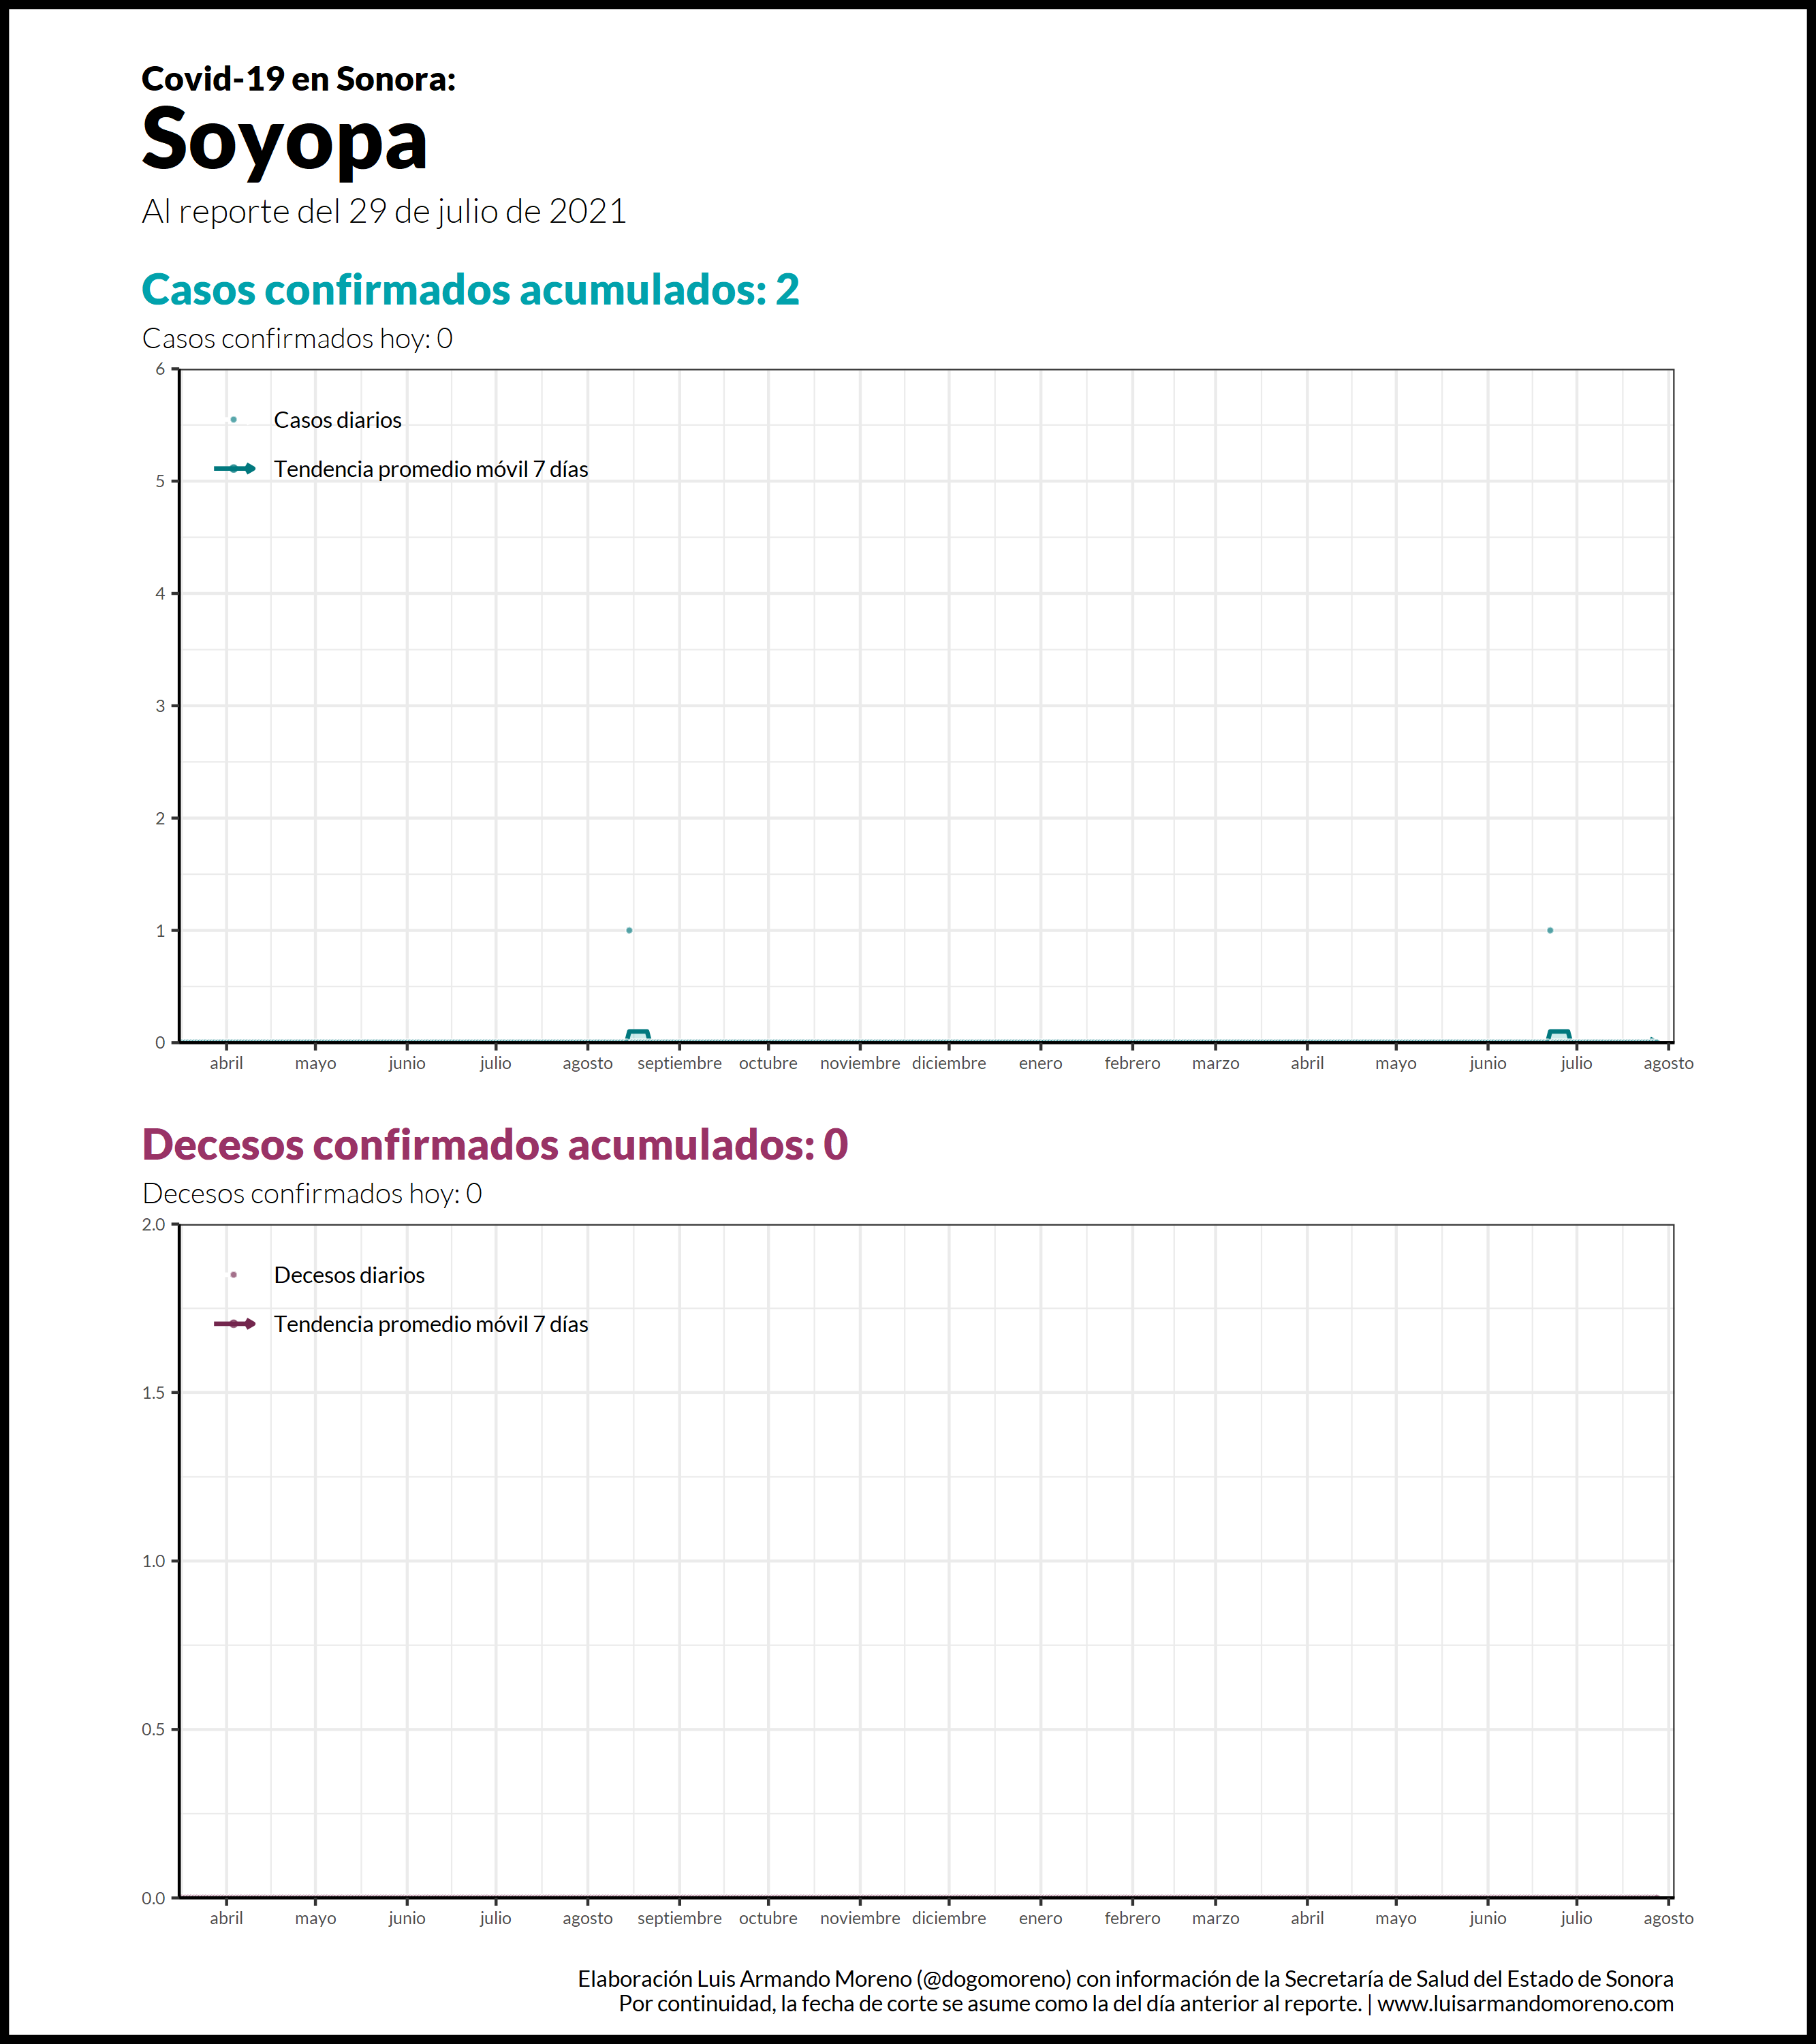 Covid-19 en Sonora:
Soyopa
Al reporte del 29 de julio de 2021
Casos confirmados acumulados: 2
Casos confirmados hoy: 0
6
Casos diarios
Tendencia promedio móvil 7 días
5
4
3
2
1
0
abril mayo junio julio agosto septiembre octubre noviembre diciembre enero febrero marzo abril mayo junio julio agosto
Decesos confirmados acumulados: 0
Decesos confirmados hoy: 0
2.0
Decesos diarios
Tendencia promedio móvil 7 días
1.5
1.0
0.5
0.0
abril mayo junio julio agosto septiembre octubre noviembre diciembre enero febrero marzo abril mayo junio julio agosto
Elaboración Luis Armando Moreno (@dogomoreno) con información de la Secretaría de Salud del Estado de Sonora
Por continuidad, la fecha de corte se asume como la del día anterior al reporte. | www.luisarmandomoreno.com